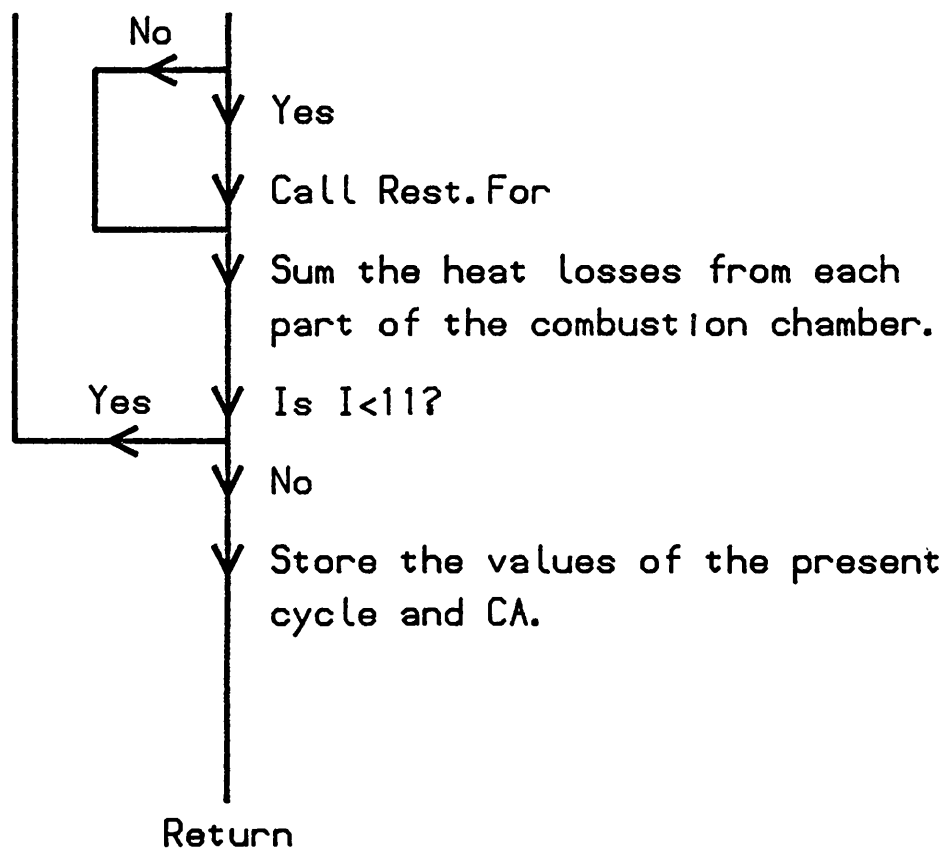 No
Yes
Call Rest.For
Sum the heat losses from each
part of the combustion chamber.
Is I<11?
Yes
No
Store the values of the present
cycle and CA.
Return